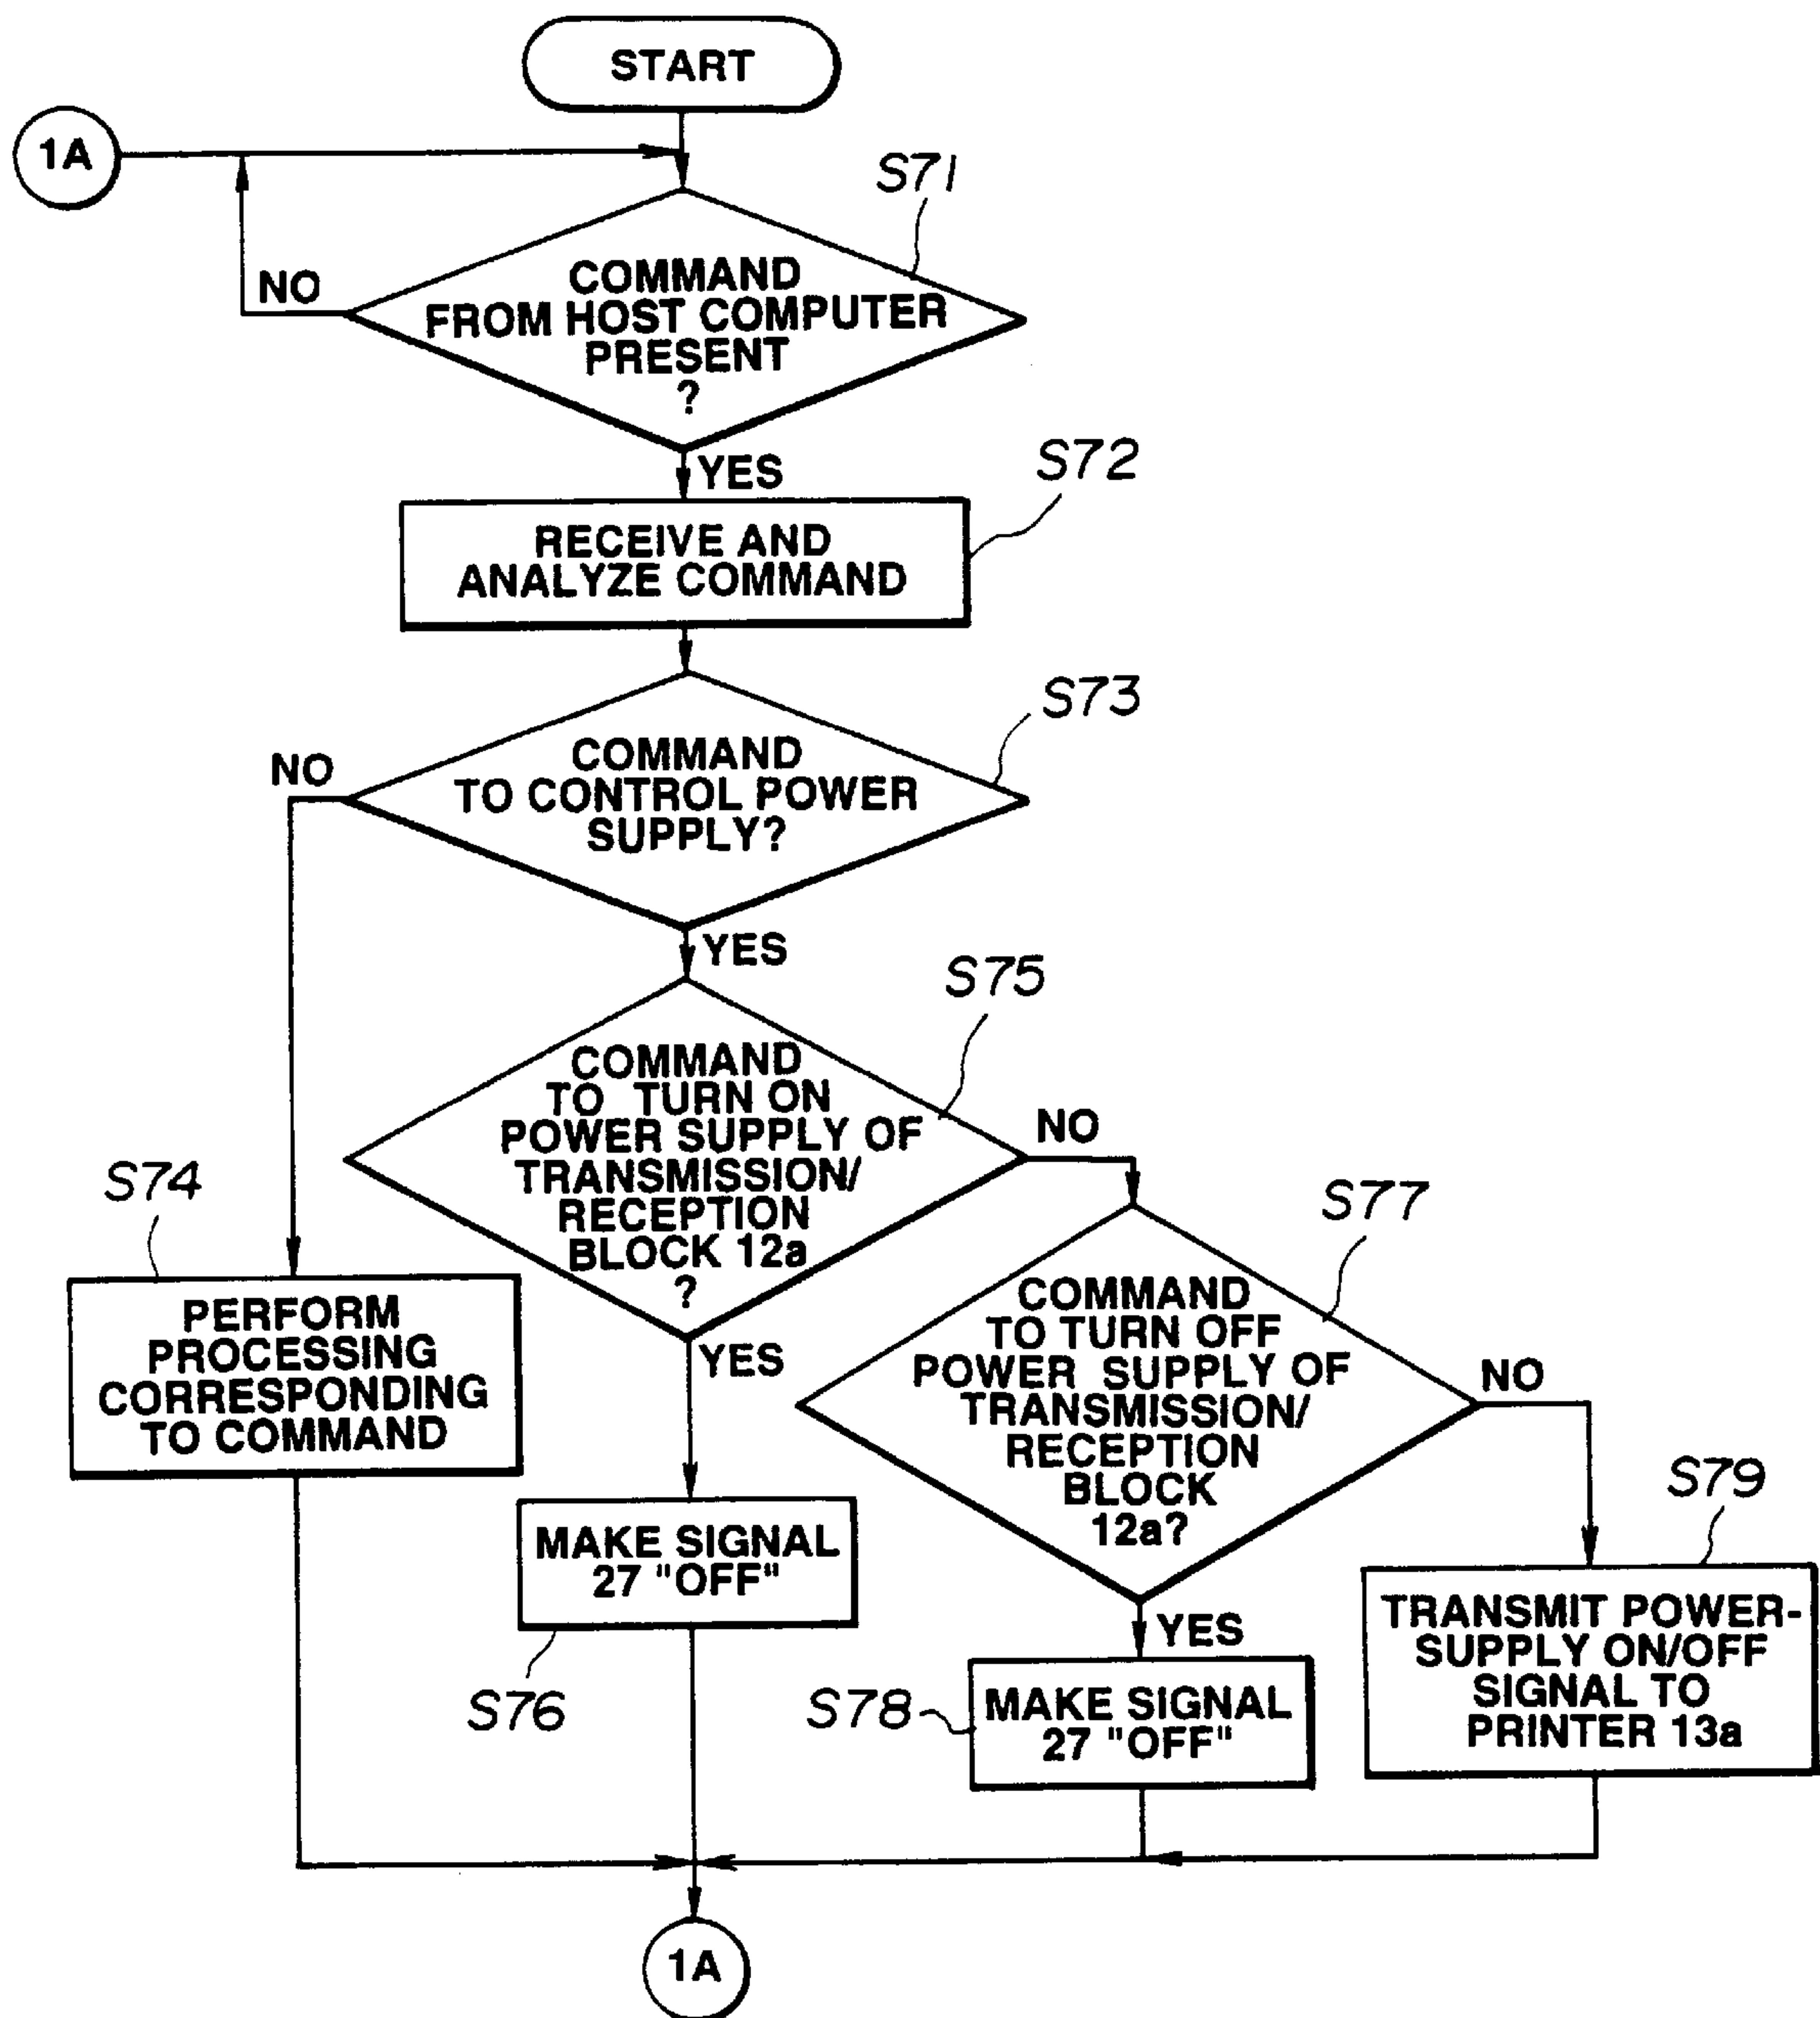 START
1A
S71
COMMAND
FROM HOST COMPUTER
PRESENT
?
NO
YES
S72
RECEIVE AND
ANALYZE COMMAND
S73
COMMAND
TO CONTROL POWER
SUPPLY?
NO
YES
S75
COMMAND
TO TURN ON
POWER SUPPLY OF
TRANSMISSION/
RECEPTION
BLOCK 12a
?
NO
YES
S74
PERFORM
PROCESSING
CORRESPONDING
TO COMMAND
S77
COMMAND
TO TURN OFF
POWER SUPPLY OF
TRANSMISSION/
RECEPTION
BLOCK
12a?
NO
YES
MAKE SIGNAL
27 "OFF"
S76
S78
MAKE SIGNAL
27 "OFF"
S79
TRANSMIT POWER-
SUPPLY ON/OFF
SIGNAL TO
PRINTER 13a
1A